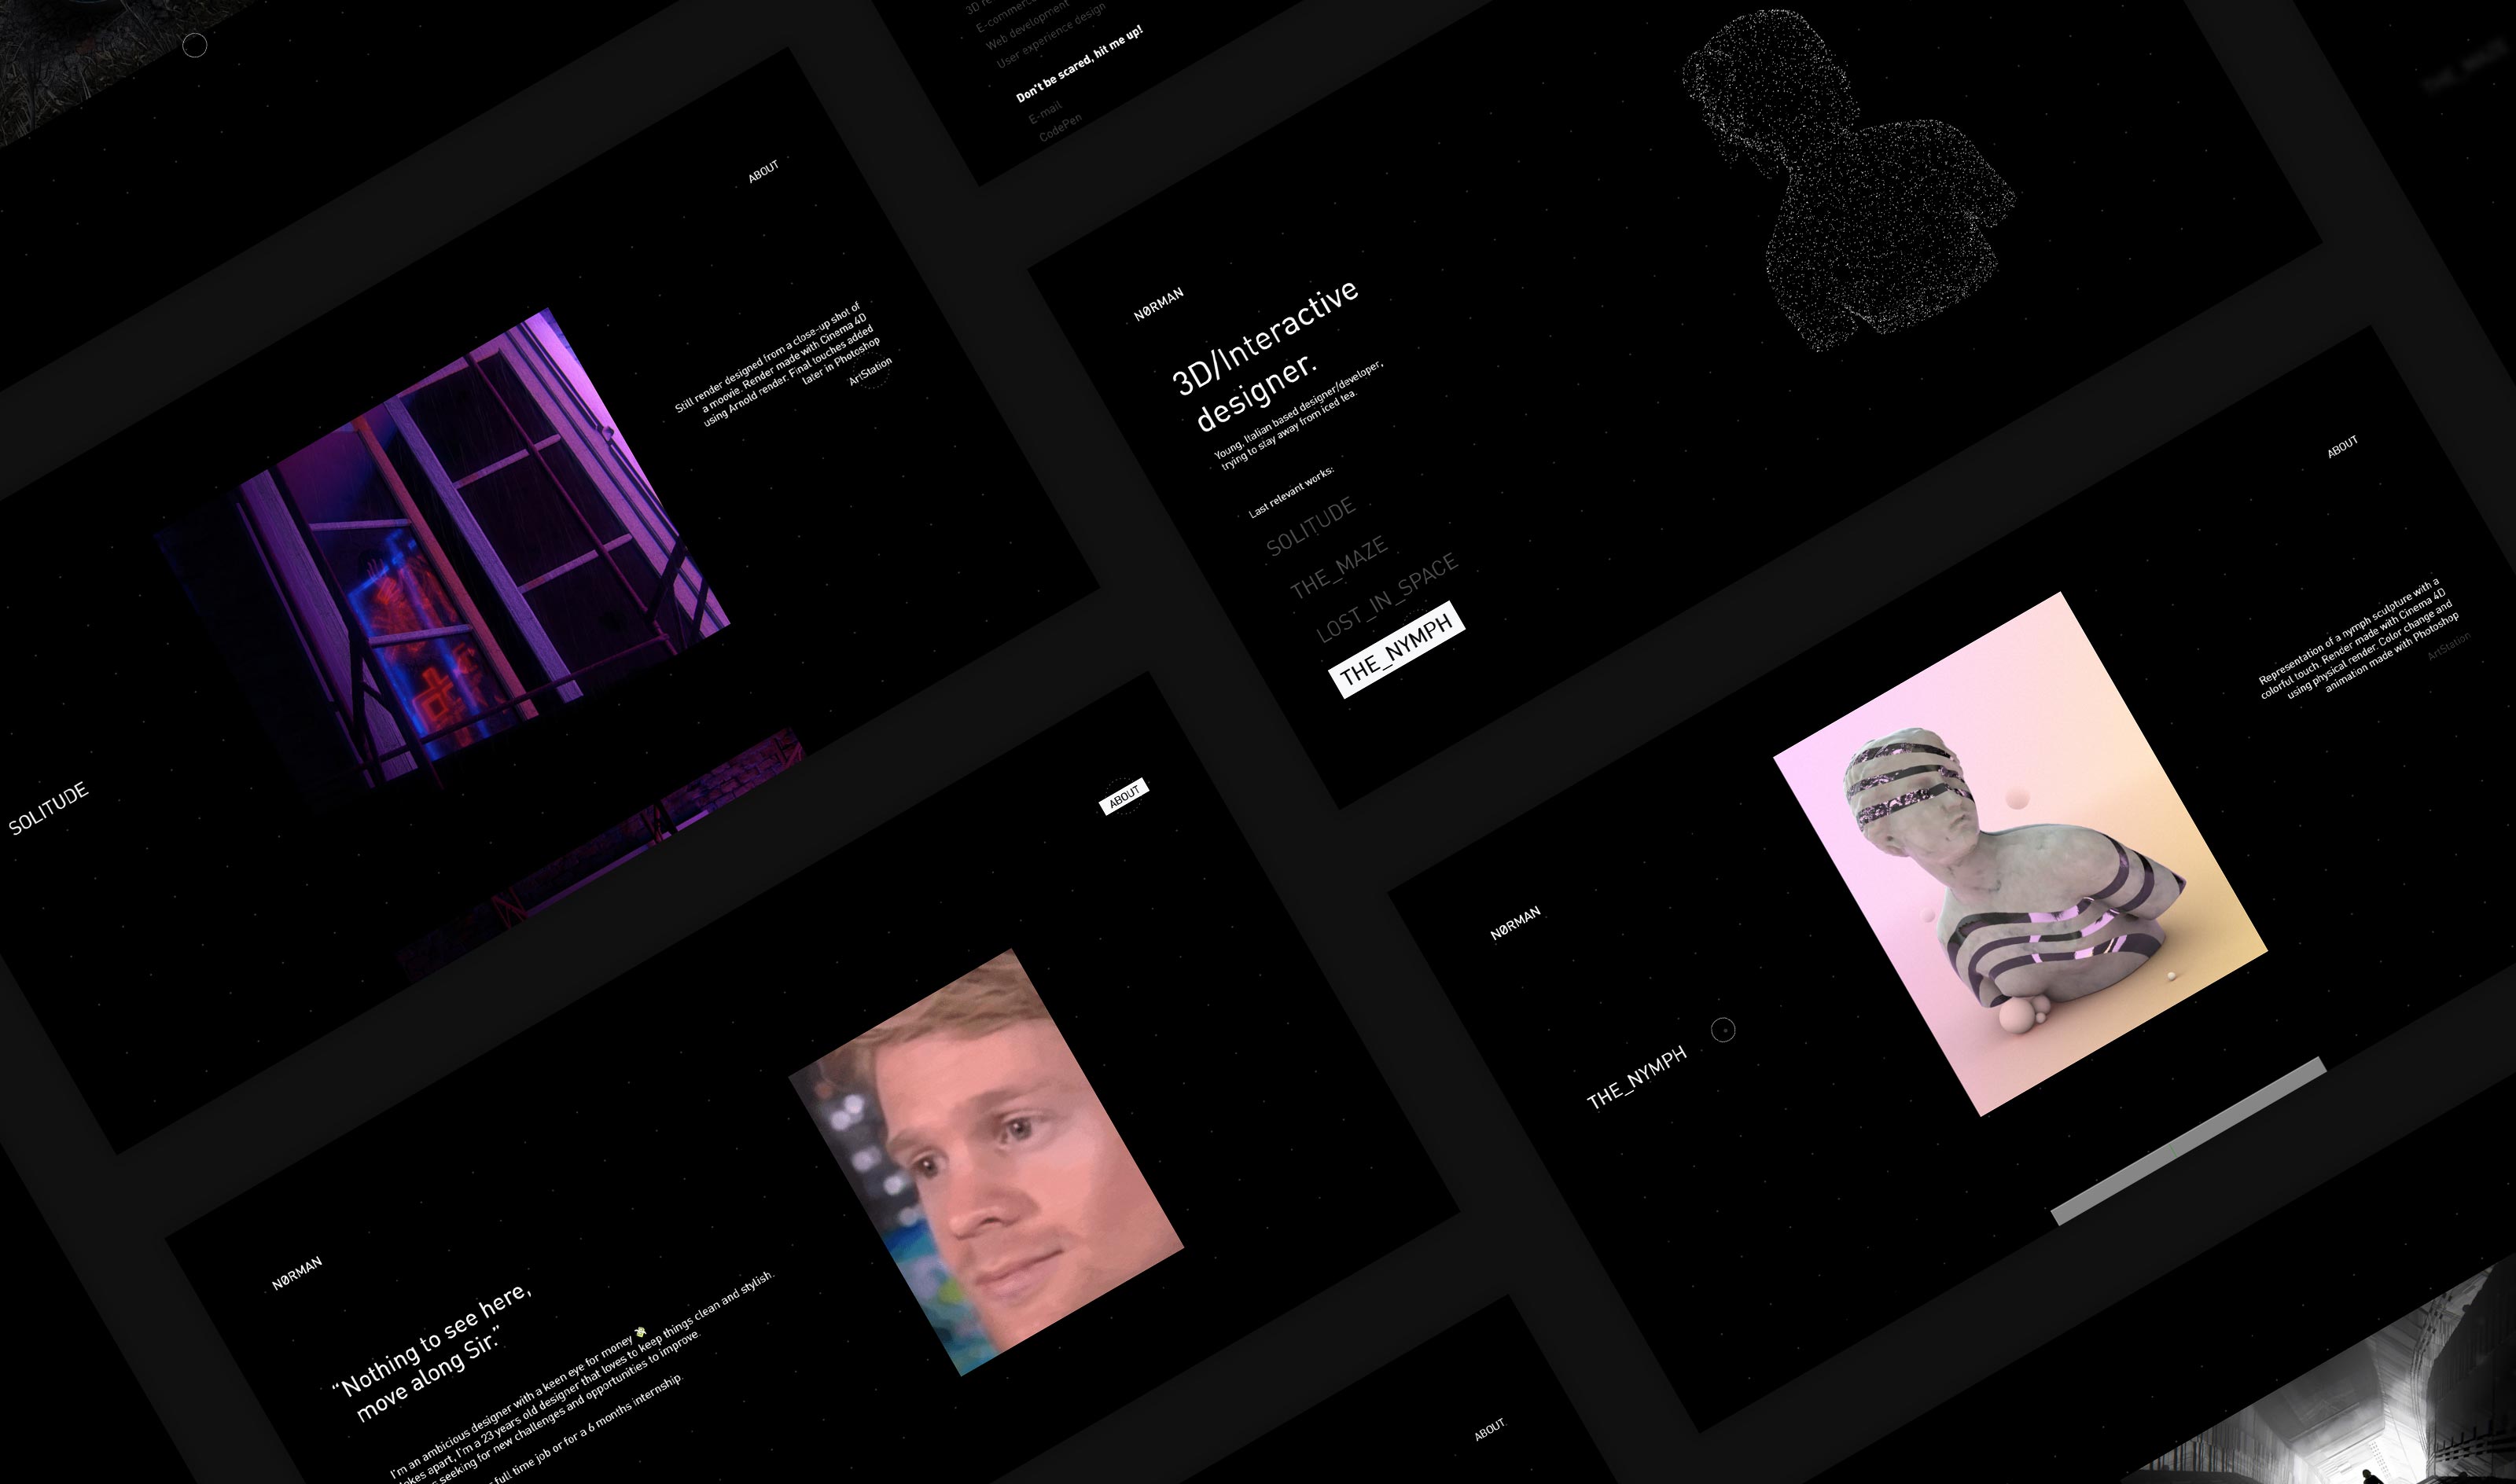 E-commerce
Web development
User experience design
Don't be scared, hit me up!
E-mail
CodePen
ABOUT
Still render designed from a close-up shot of
a moovie. Render made with Cinema 4D
using Arnold render. Final touches added
later in Photoshop
ArtStation
SOLITUDE
NØRMAN
3D/Interactive
designer.
Young, Italian based designer/developer,
trying to stay away from iced tea.
Last relevant works:
SOLITUDE
THE_MAZE
LOST_IN_SPACE
THE_NYMPH
ABOUT
NØRMAN
“Nothing to see here,
move along Sir.”
I'm an ambicious designer with a keen eye for money
apart, I'm a 23 years old designer that loves to keep things clean and stylish.
seeking for new challenges and opportunities to improve.
full time job or for a 6 months internship.
ABOUT
Representation of a nymph sculpture with a
colorful touch. Render made with Cinema 4D
using physical render. Color change and
animation made with Photoshop
ArtStation
NØRMAN
THE_NYMPH
ABOUT